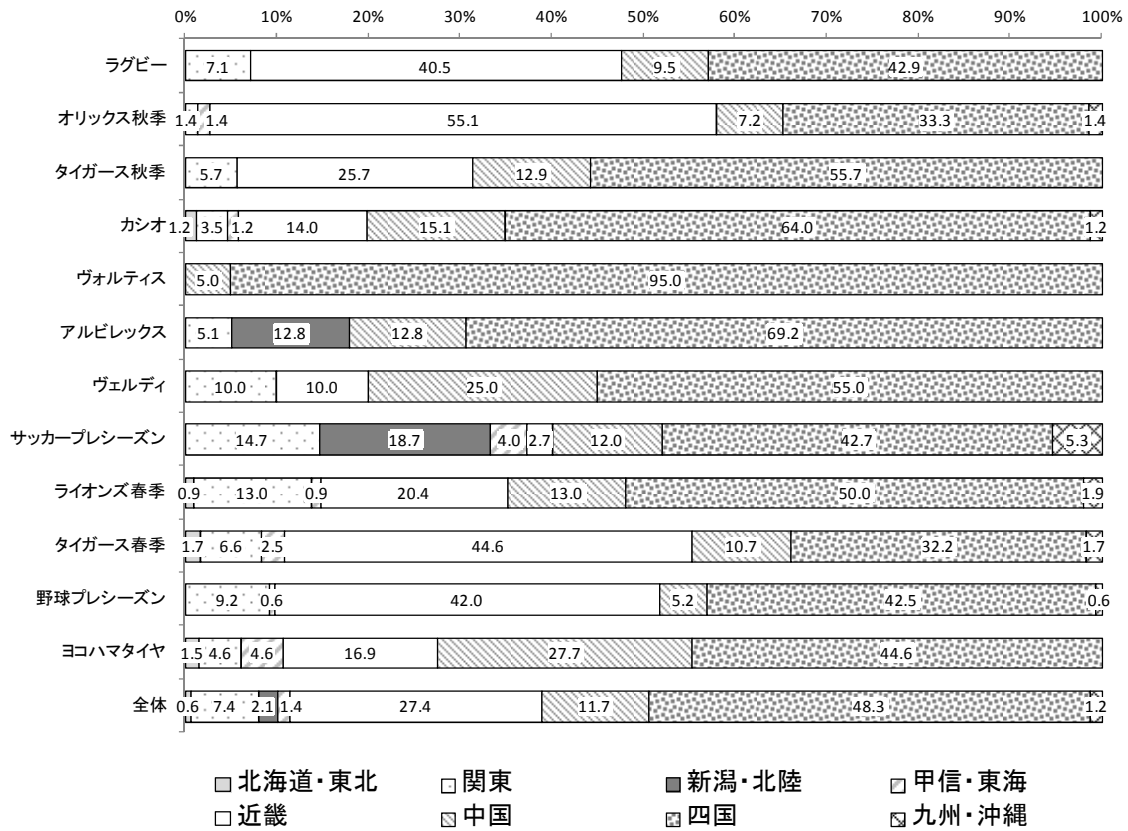 0% 10% 20% 30% 40% 50% 60% 70% 80% 90% 100%
ラグビー 7.1 40.5 9.5 42.9
オリックス秋季 1.4 1.4 55.1 7.2 33.3 1.4
タイガース秋季 5.7 25.7 12.9 55.7
カシオ 1.2 3.5 1.2 14.0 15.1 64.0 1.2
ヴォルティス 5.0 95.0
アルビレックス 5.1 12.8 12.8 69.2
ヴェルディ 10.0 10.0 25.0 55.0
サッカープレシーズン 14.7 18.7 4.0 2.7 12.0 42.7 5.3
ライオンズ春季 0.9 13.0 0.9 20.4 13.0 50.0 1.9
タイガース春季 1.7 6.6 2.5 44.6 10.7 32.2 1.7
野球プレシーズン 9.2 0.6 42.0 5.2 42.5 0.6
ヨコハマタイヤ 1.5 4.6 4.6 16.9 27.7 44.6
全体 0.6 7.4 2.1 1.4 27.4 11.7 48.3 1.2
北海道・東北 関東 新潟・北陸 甲信・東海
近畿 中国 四国 九州・沖縄